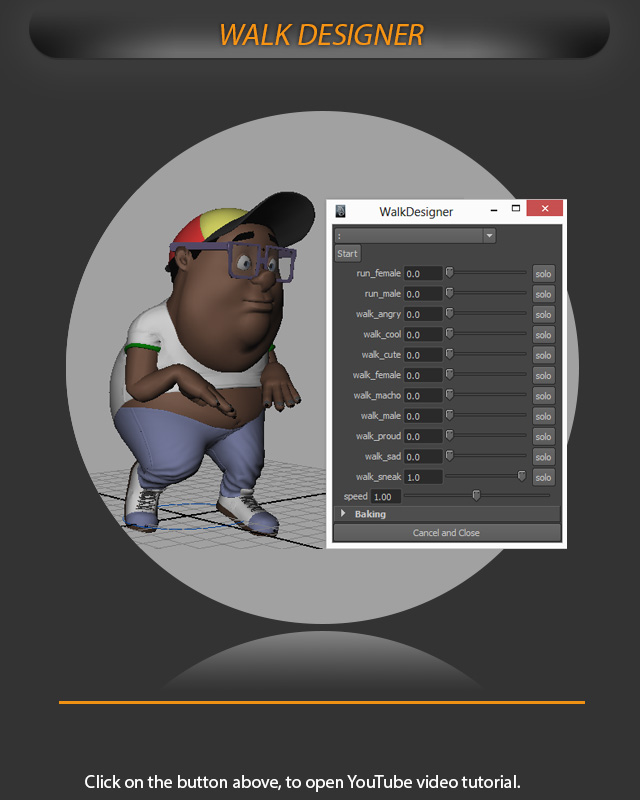 WALK DESIGNER
WalkDesigner
:
Start
run_female 0.0 solo
run_male 0.0 solo
walk_angry 0.0 solo
walk_cool 0.0 solo
walk_cute 0.0 solo
walk_female 0.0 solo
walk_macho 0.0 solo
walk_male 0.0 solo
walk_proud 0.0 solo
walk_sad 0.0 solo
walk_sneak 1.0 solo
speed 1.00
Baking
Cancel and Close
Click on the button above, to open YouTube video tutorial.